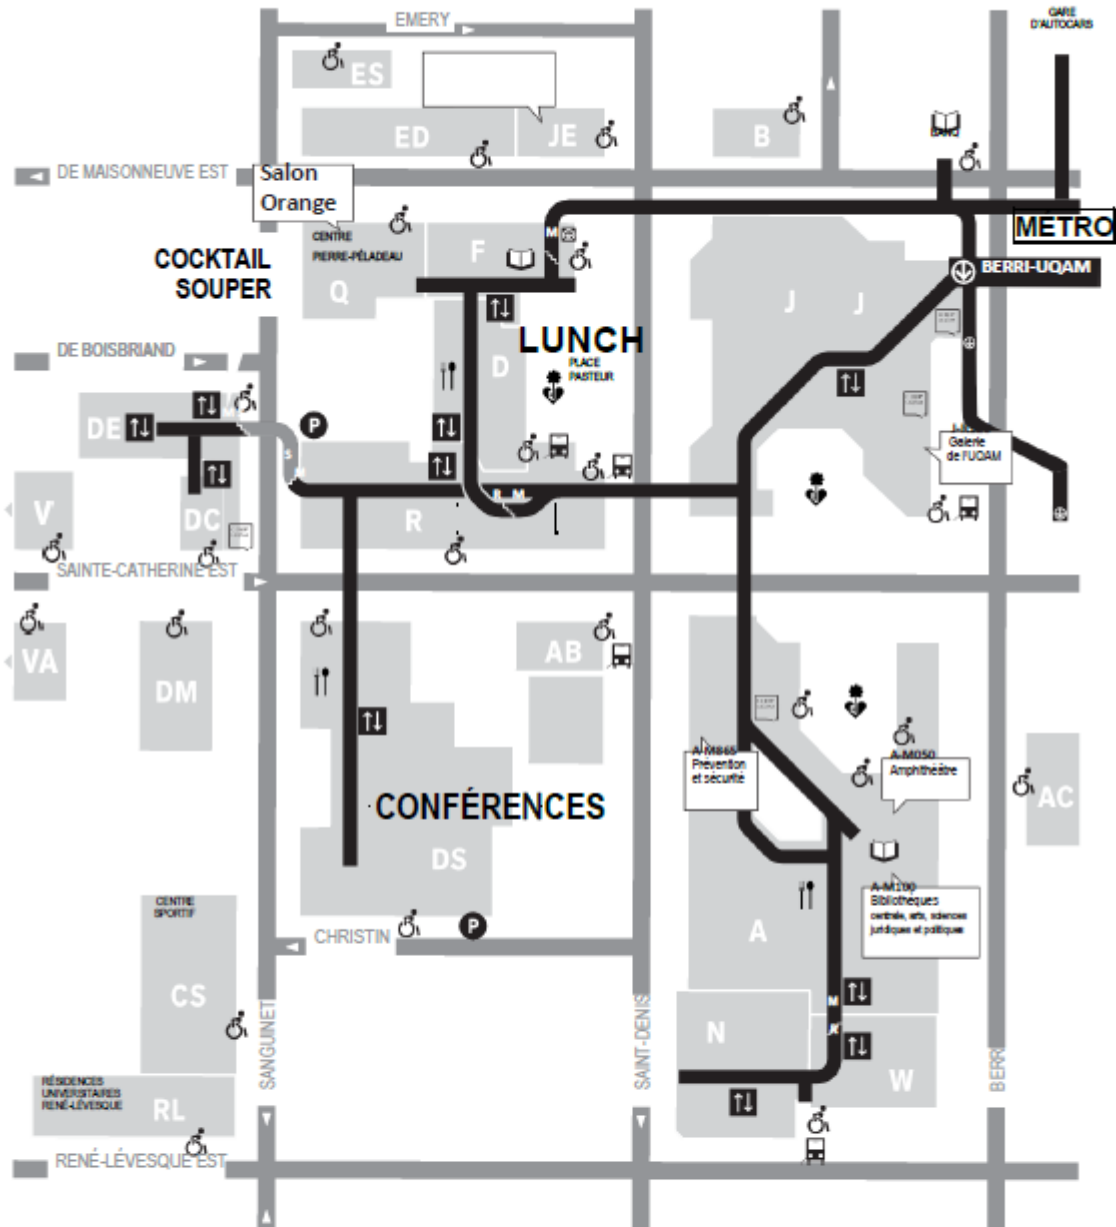 EMERY
GARE
D'AUTOCARS
ES
ED
JE
B
DE MAISONNEUVE EST
Salon
Orange
CENTRE
PIERRE-PÉLADEAU
F
M
MÉTRO
BERRI-UQAM
COCKTAIL
SOUPER
Q
J
J
LUNCH
PLACE
PASTEUR
D
DE BOISBRIAND
DE
P
Galerie
de l'UQAM
S
M
R M
V
DC
R
SAINTE-CATHERINE EST
VA
DM
AB
A-M865
Prévention
et sécurité
A-M050
Amphithéâtre
AC
CONFÉRENCES
DS
A-M100
Bibliothèques
centrale, arts, sciences
juridiques et politiques
CENTRE
SPORTIF
P
CHRISTIN
A
CS
SANGUINET
SAINT-DENIS
BERRI
M
N
W
RÉSIDENCES
UNIVERSITAIRES
RENÉ-LÉVESQUE
RL
RENÉ-LÉVESQUE EST